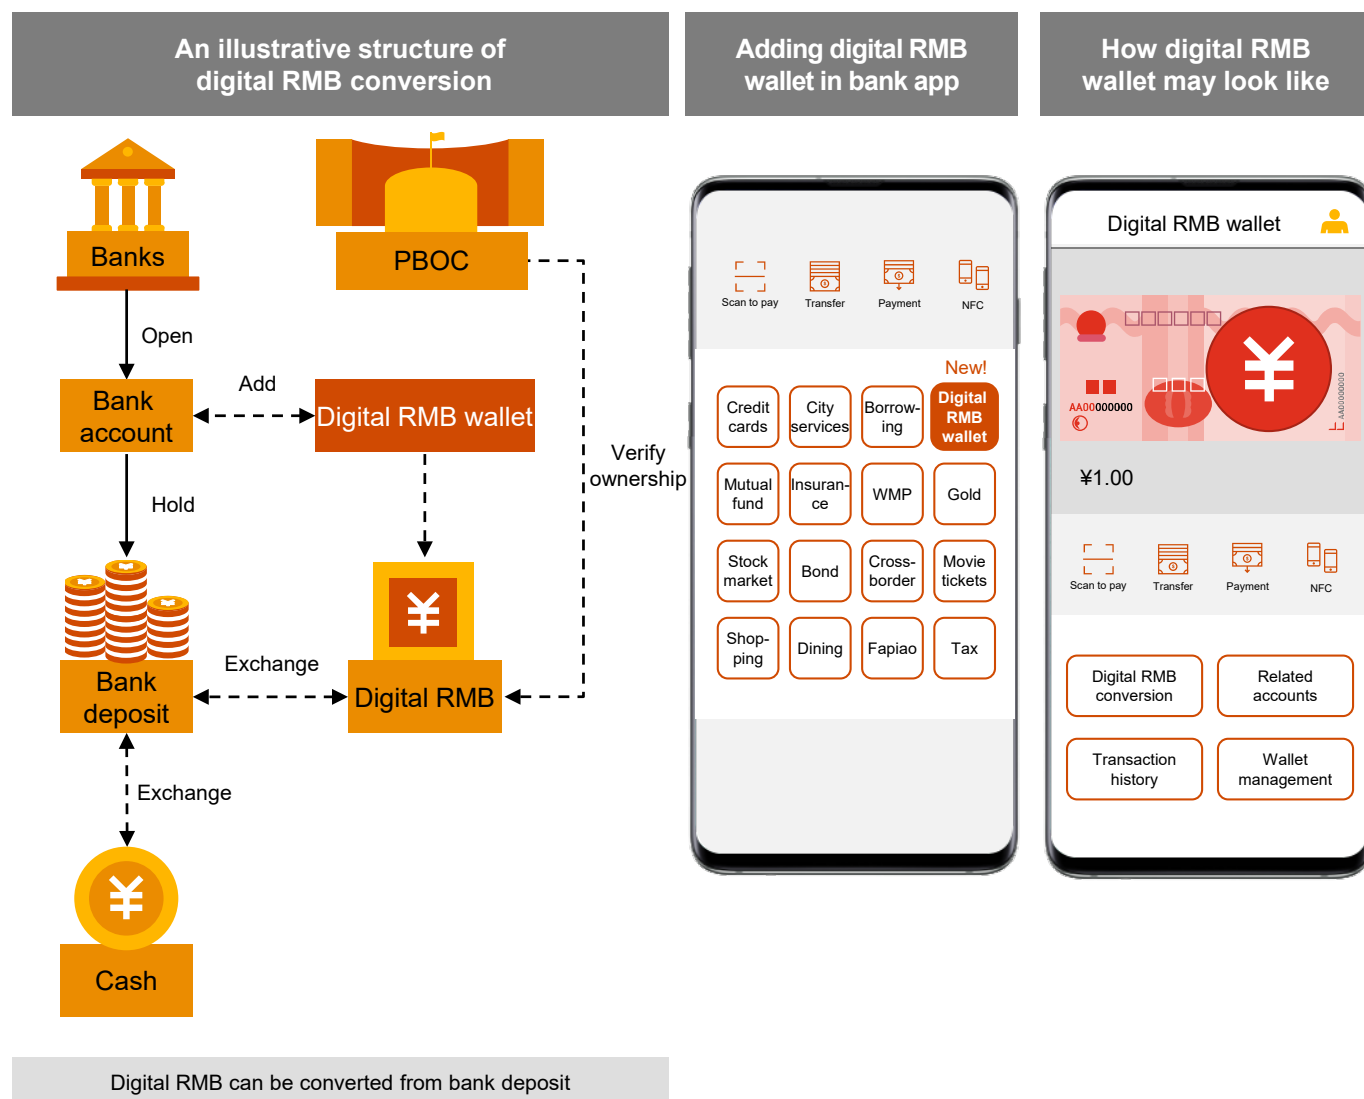 An illustrative structure of
digital RMB conversion
Adding digital RMB
wallet in bank app
How digital RMB
wallet may look like
Banks
PBOC
Open
Bank
account
Add
Digital RMB wallet
Verify
ownership
Hold
Bank
deposit
Exchange
Digital RMB
Exchange
Cash
Digital RMB can be converted from bank deposit
Scan to pay
Transfer
Payment
NFC
New!
Credit
cards
City
services
Borrow-
ing
Digital
RMB
wallet
Mutual
fund
Insuran-
ce
WMP
Gold
Stock
market
Bond
Cross-
border
Movie
tickets
Shop-
ping
Dining
Fapiao
Tax
Digital RMB wallet
AA00000000
AA00000000
¥
¥1.00
Scan to pay
Transfer
Payment
NFC
Digital RMB
conversion
Related
accounts
Transaction
history
Wallet
management